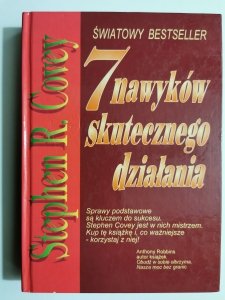 ŚWIATOWY BESTSELLER
Stephen R. Covey
7 nawyków
skutecznego
działania
Sprawy podstawowe
są kluczem do sukcesu.
Stephen Covey jest w nich mistrzem.
Kup tę książkę i, co ważniejsze
- korzystaj z niej!
Anthony Robbins
autor książek
Obudź w sobie olbrzyma,
Nasza moc bez granic